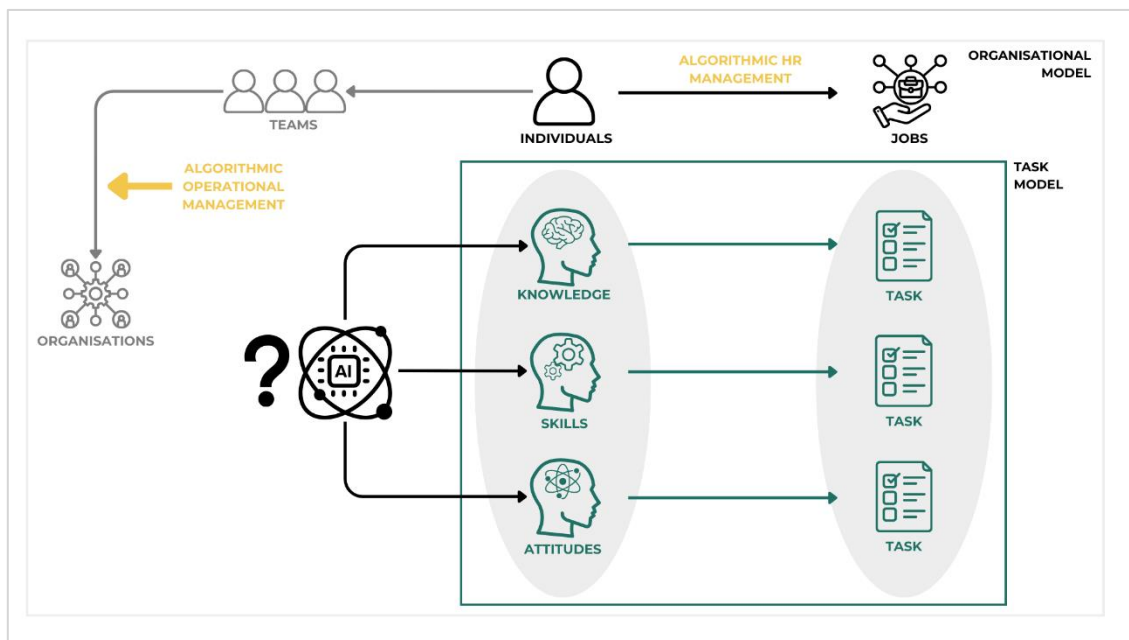 ALGORITHMIC HR
MANAGEMENT
ORGANISATIONAL
MODEL
TEAMS
INDIVIDUALS
JOBS
ALGORITHMIC
OPERATIONAL
MANAGEMENT
TASK
MODEL
KNOWLEDGE
TASK
ORGANISATIONS
?
AI
SKILLS
TASK
ATTITUDES
TASK